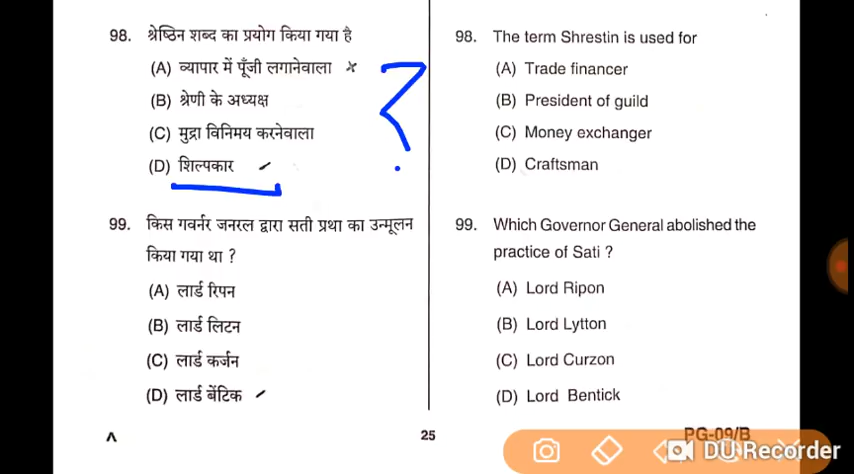 98. श्रेष्ठिन शब्द का प्रयोग किया गया है
(A) व्यापार में पूँजी लगानेवाला ×
(B) श्रेणी के अध्यक्ष
(C) मुद्रा विनिमय करनेवाला
(D) शिल्पकार
?
99. किस गवर्नर जनरल द्वारा सती प्रथा का उन्मूलन
किया गया था ?
(A) लार्ड रिपन
(B) लार्ड लिटन
(C) लार्ड कर्जन
(D) लार्ड बेंटिक
98. The term Shrestin is used for
(A) Trade financer
(B) President of guild
(C) Money exchanger
(D) Craftsman
99. Which Governor General abolished the
practice of Sati ?
(A) Lord Ripon
(B) Lord Lytton
(C) Lord Curzon
(D) Lord Bentick
Λ 25 PG-09/B
DU Recorder